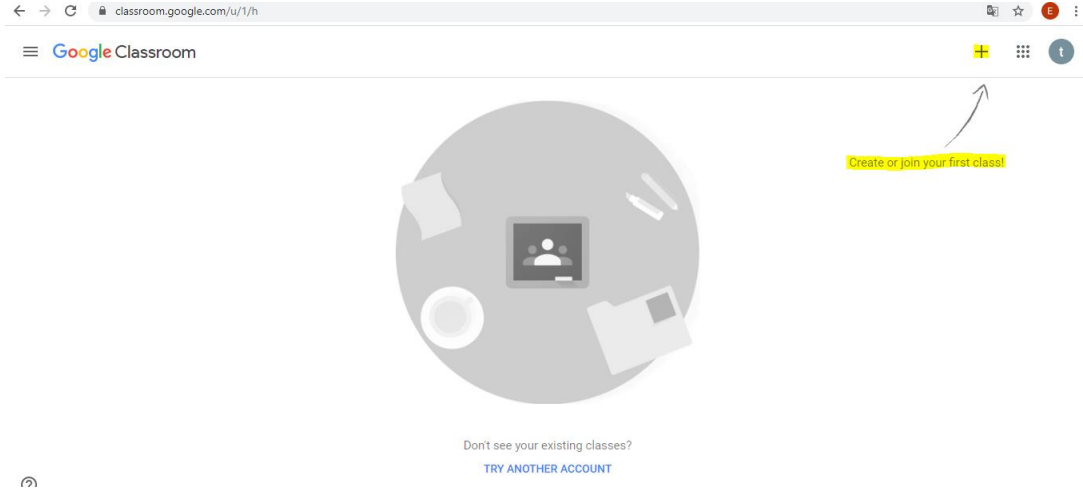 classroom.google.com/u/1/h
E
Google Classroom
t
Create or join your first class!
Don't see your existing classes?
TRY ANOTHER ACCOUNT